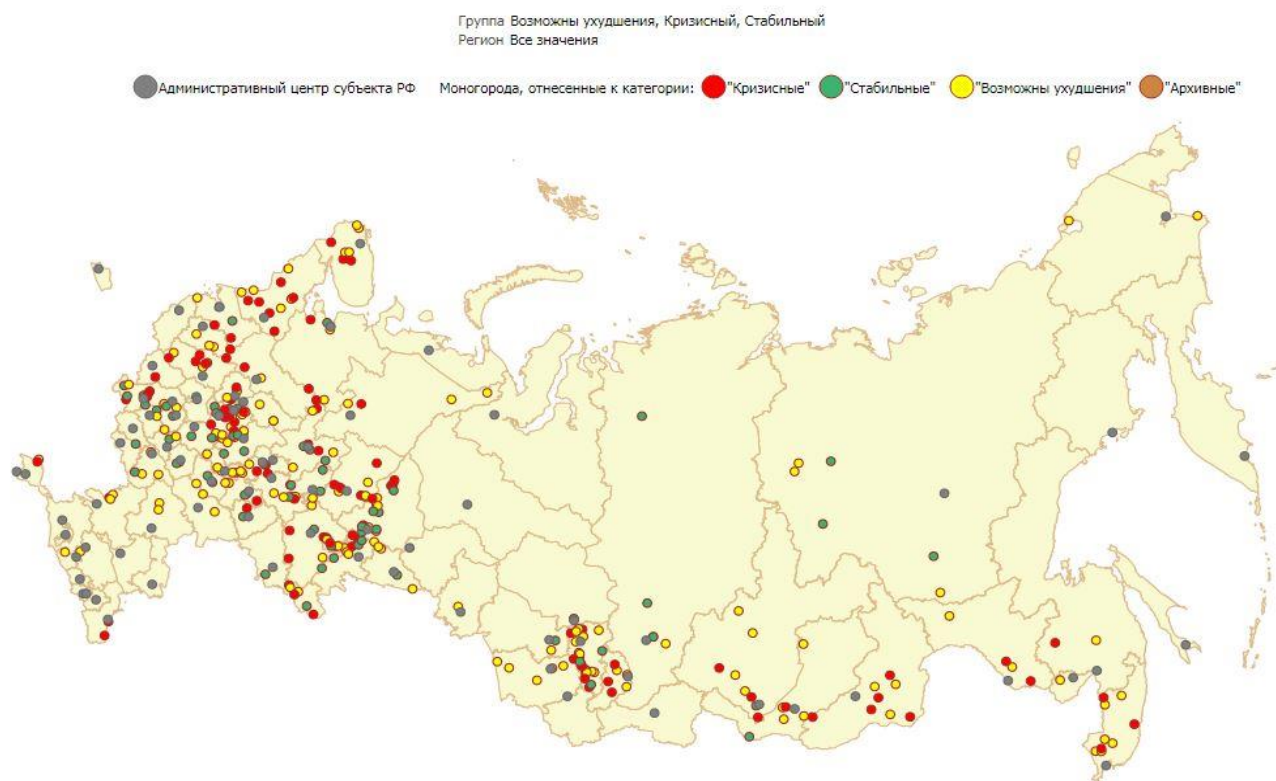 Группа Возможны ухудшения, Кризисный, Стабильный
Регион Все значения
Административный центр субъекта РФ Моногорода, отнесенные к категории: "Кризисные" "Стабильные" "Возможны ухудшения" "Архивные"